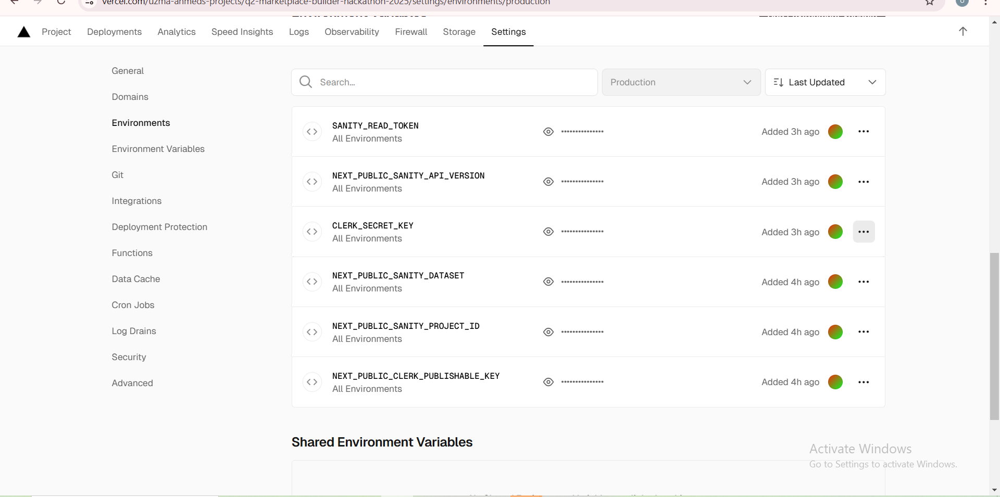 vercel.com/uzma-ahmeds-projects/q2-marketplace-builder-hackathon-2025/settings/environments/production
U
Environment Variables
Project Deployments Analytics Speed Insights Logs Observability Firewall Storage Settings
General
Domains
Environments
Environment Variables
Git
Integrations
Deployment Protection
Functions
Data Cache
Cron Jobs
Log Drains
Security
Advanced
Search...
Production
Last Updated
SANITY_READ_TOKEN
All Environments
••••••••••••••• Added 3h ago
NEXT_PUBLIC_SANITY_API_VERSION
All Environments
••••••••••••••• Added 3h ago
CLERK_SECRET_KEY
All Environments
••••••••••••••• Added 3h ago
NEXT_PUBLIC_SANITY_DATASET
All Environments
••••••••••••••• Added 4h ago
NEXT_PUBLIC_SANITY_PROJECT_ID
All Environments
••••••••••••••• Added 4h ago
NEXT_PUBLIC_CLERK_PUBLISHABLE_KEY
All Environments
••••••••••••••• Added 4h ago
Shared Environment Variables
Activate Windows
Go to Settings to activate Windows.